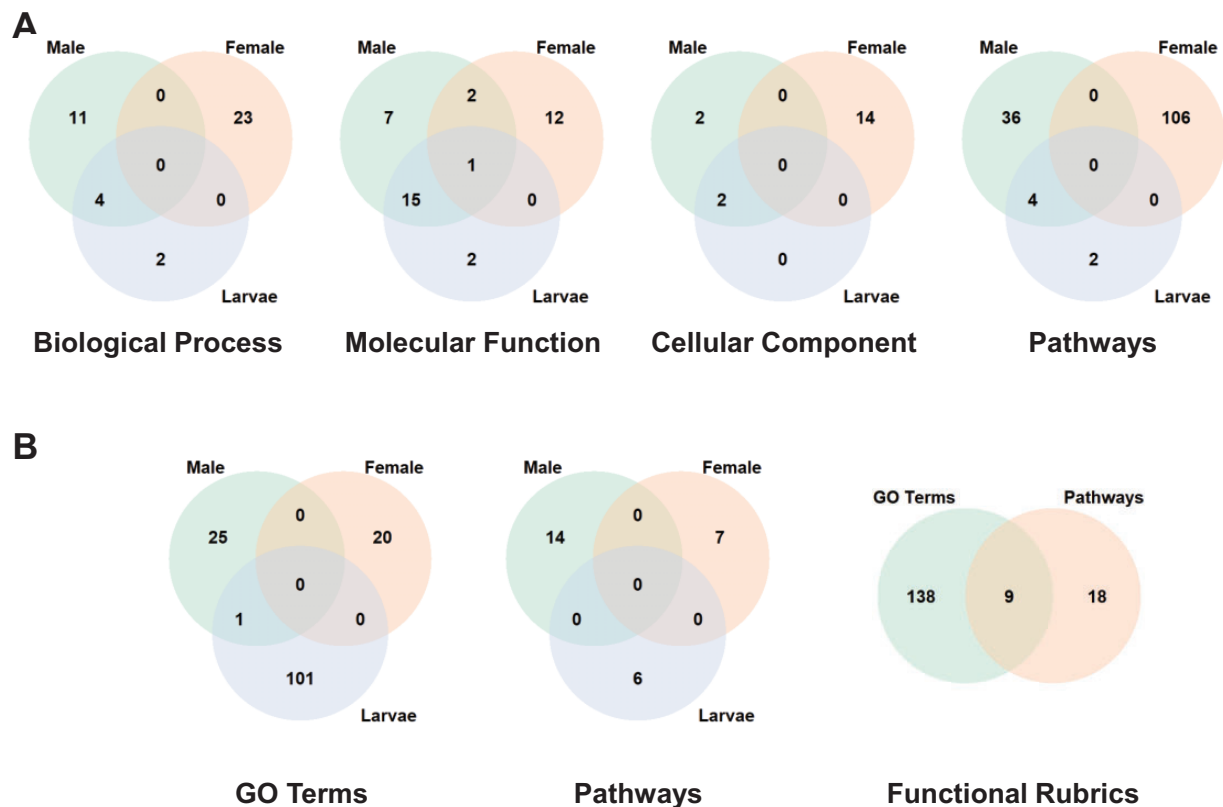 A
Male Female
11 0 23
0
4 0
2
Larvae
Biological Process
Male Female
7 2 12
1
15 0
2
Larvae
Molecular Function
Male Female
2 0 14
0
2 0
0
Larvae
Cellular Component
Male Female
36 0 106
0
4 0
2
Larvae
Pathways
B
Male Female
25 0 20
0
1 0
101
Larvae
GO Terms
Male Female
14 0 7
0
0 0
6
Larvae
Pathways
GO Terms Pathways
138 9 18
Functional Rubrics